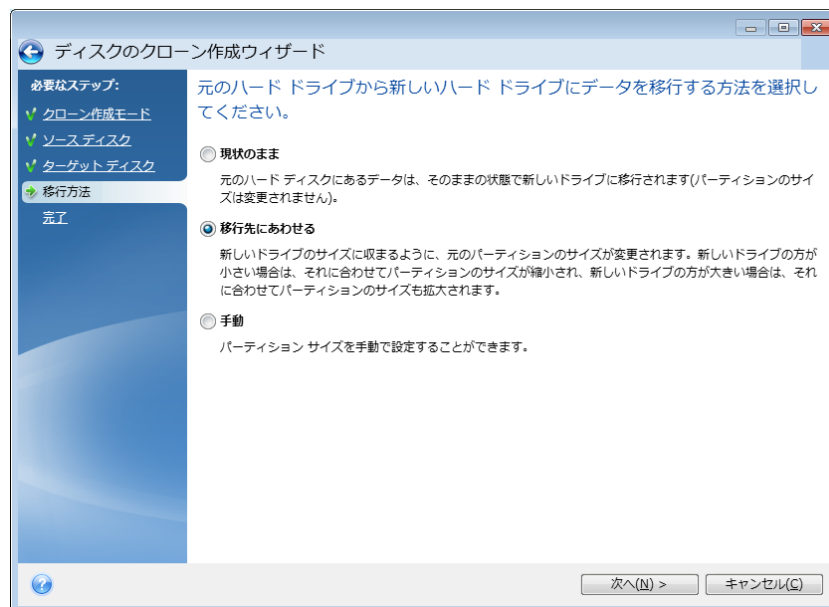 ディスクのクローン作成ウィザード
必要なステップ:
クローン作成モード
ソース ディスク
ターゲット ディスク
移行方法
完了
元のハード ドライブから新しいハード ドライブにデータを移行する方法を選択し
てください。
現状のまま
元のハード ディスクにあるデータは、そのままの状態で新しいドライブに移行されます(パーティションのサイ
ズは変更されません)。
移行先にあわせる
新しいドライブのサイズに収まるように、元のパーティションのサイズが変更されます。新しいドライブの方が
小さい場合は、それに合わせてパーティションのサイズが縮小され、新しいドライブの方が大きい場合は、それ
に合わせてパーティションのサイズも拡大されます。
手動
パーティション サイズを手動で設定することができます。
次へ(N) >
キャンセル(C)